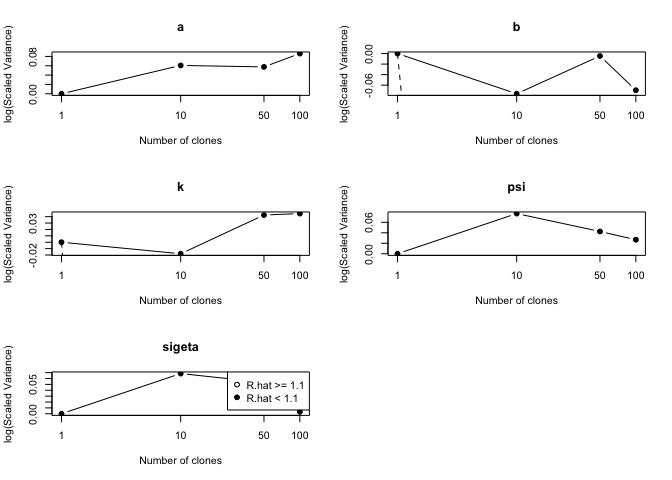 a
log(Scaled Variance)
0.00 0.08
1 10 50 100
Number of clones
b
log(Scaled Variance)
-0.06 0.00
1 10 50 100
Number of clones
k
log(Scaled Variance)
-0.02 0.03
1 10 50 100
Number of clones
psi
log(Scaled Variance)
0.00 0.06
1 10 50 100
Number of clones
sigeta
log(Scaled Variance)
0.00 0.05
R.hat >= 1.1
R.hat < 1.1
1 10 50 100
Number of clones